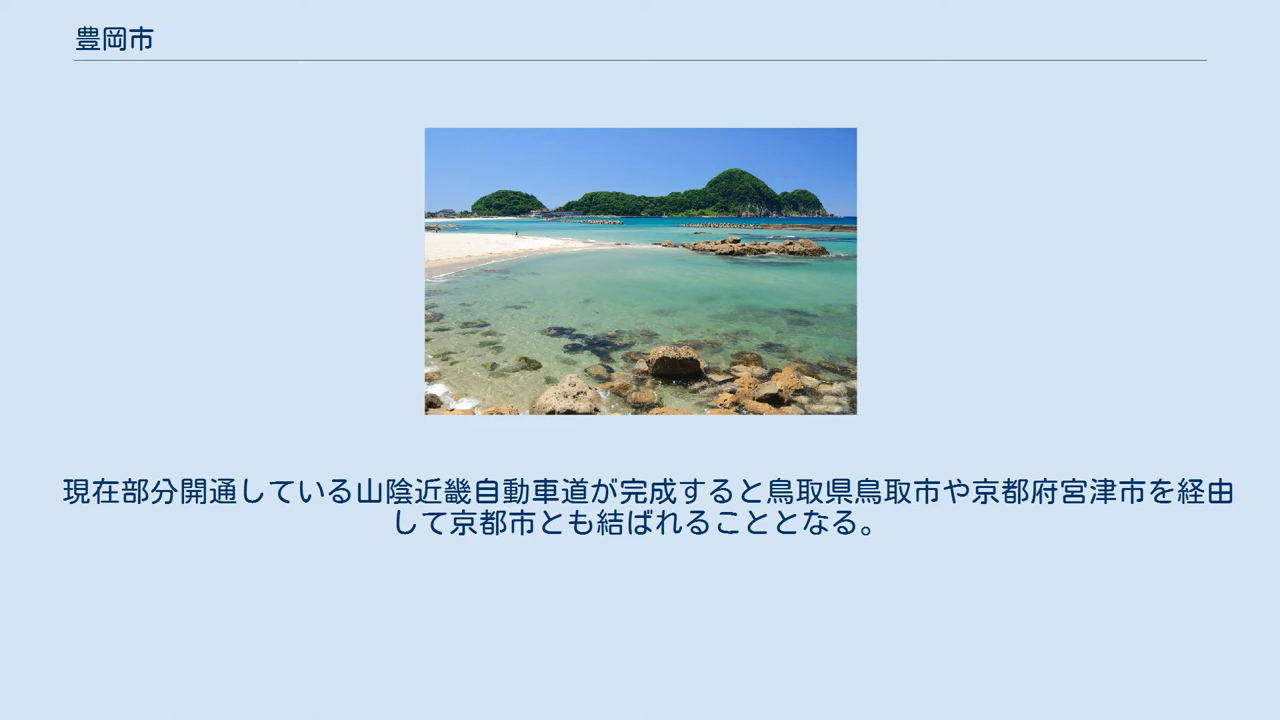 豊岡市
現在部分開通している山陰近畿自動車道が完成すると鳥取県鳥取市や京都府宮津市を経由
して京都市とも結ばれることとなる。